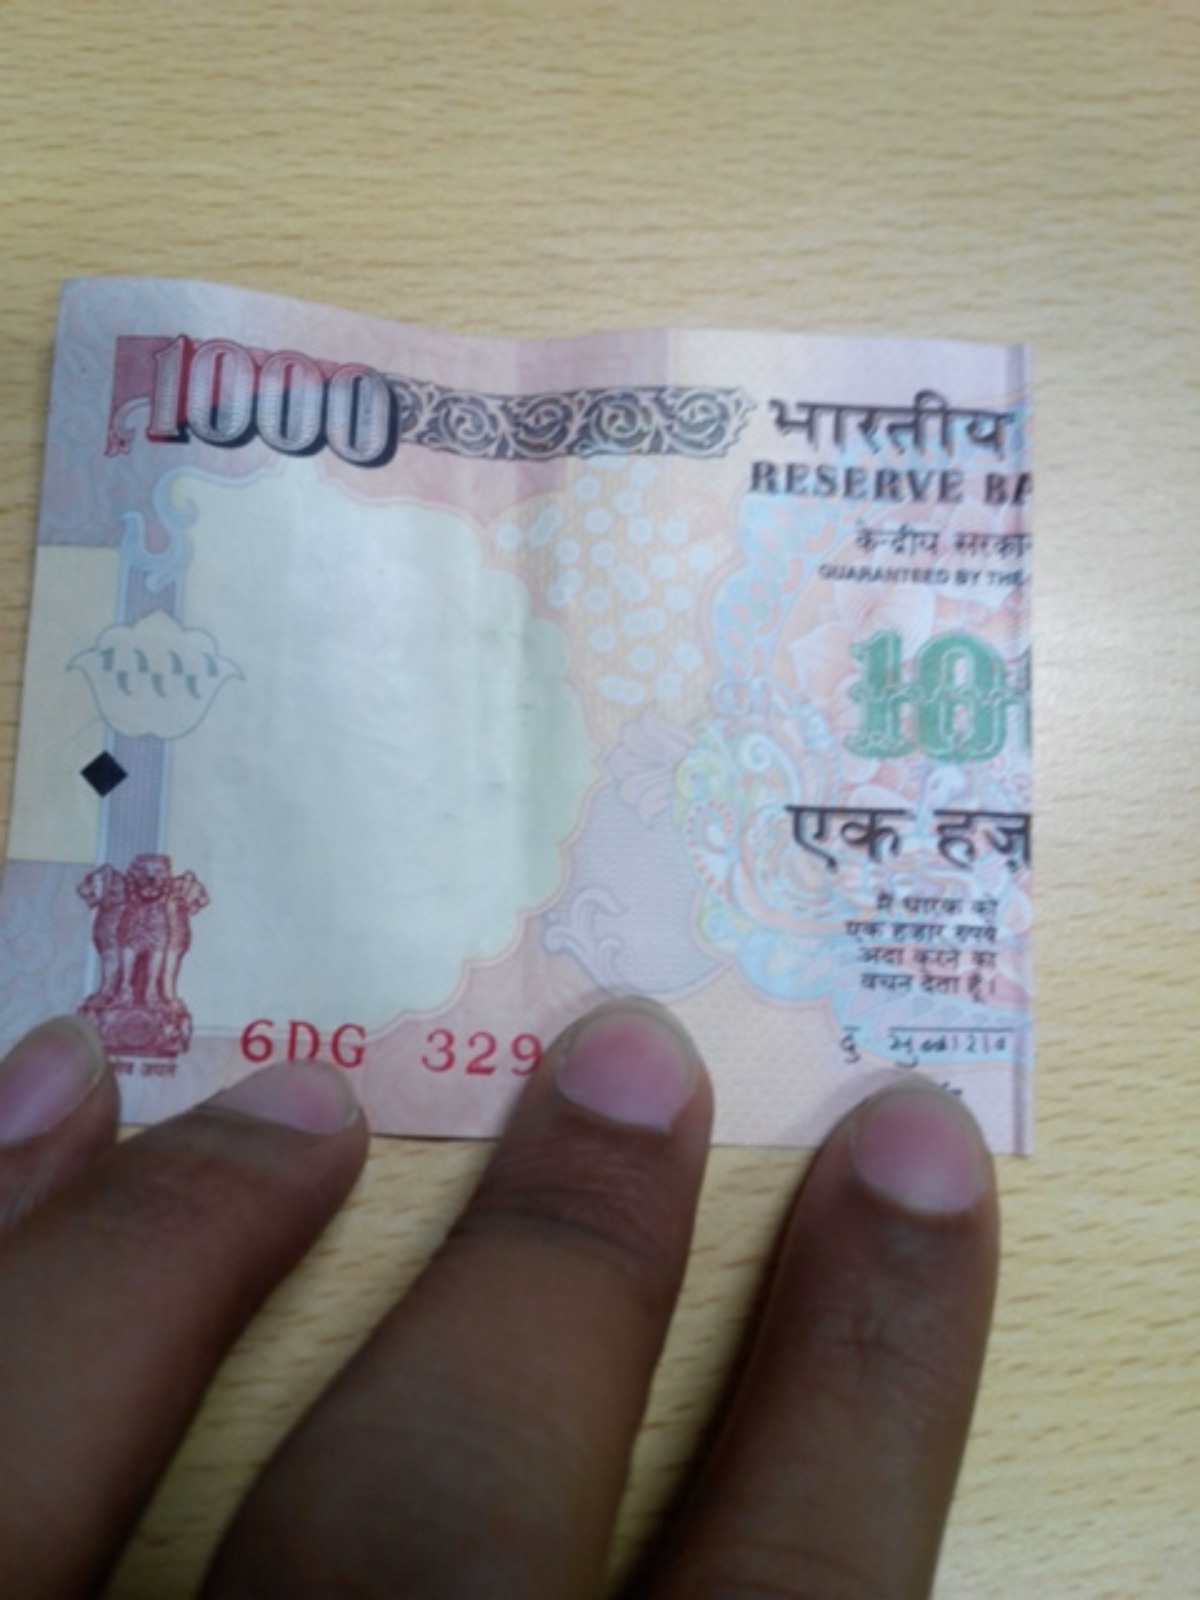 1000
भारतीय
RESERVE BA
केन्द्रीय सरका
GUARANTEED BY THE
10
एक हज़
मैं धारक को
एक हज़ार रुपये
अदा करने का
वचन देता हूँ।
6DG 329